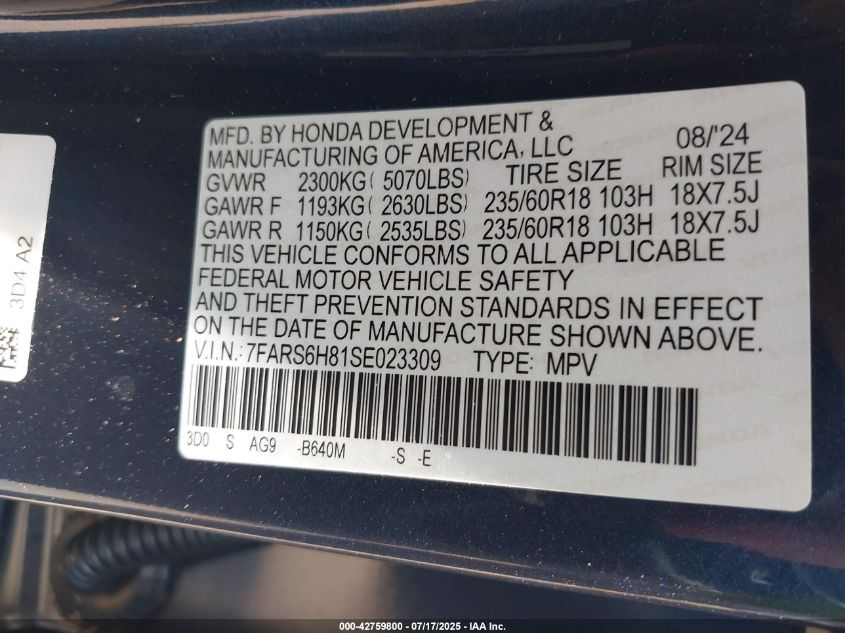 MFD. BY HONDA DEVELOPMENT & 08/'24
MANUFACTURING OF AMERICA, LLC
GVWR 2300KG( 5070LBS) TIRE SIZE RIM SIZE
GAWR F 1193KG( 2630LBS) 235/60R18 103H 18X7.5J
GAWR R 1150KG( 2535LBS) 235/60R18 103H 18X7.5J
THIS VEHICLE CONFORMS TO ALL APPLICABLE
FEDERAL MOTOR VEHICLE SAFETY
AND THEFT PREVENTION STANDARDS IN EFFECT
ON THE DATE OF MANUFACTURE SHOWN ABOVE.
V.I.N.: 7FARS6H81SE023309 TYPE: MPV
3D0 S AG9 -B640M -S -E
3D4 A2
000-42759800 | 07/17/2025 - IAA Inc.